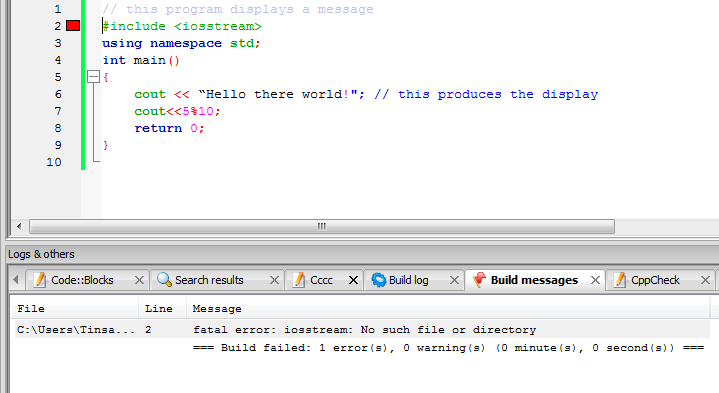 1 // this program displays a message
2 #include <iosstream>
3 using namespace std;
4 int main()
5 {
6 cout << “Hello there world!"; // this produces the display
7 cout<<5%10;
8 return 0;
9 }
10
Logs & others
Code::Blocks X Search results X Cccc X Build log X Build messages X CppCheck X
File Line Message
C:\Users\Tinsa... 2 fatal error: iosstream: No such file or directory
=== Build failed: 1 error(s), 0 warning(s) (0 minute(s), 0 second(s)) ===